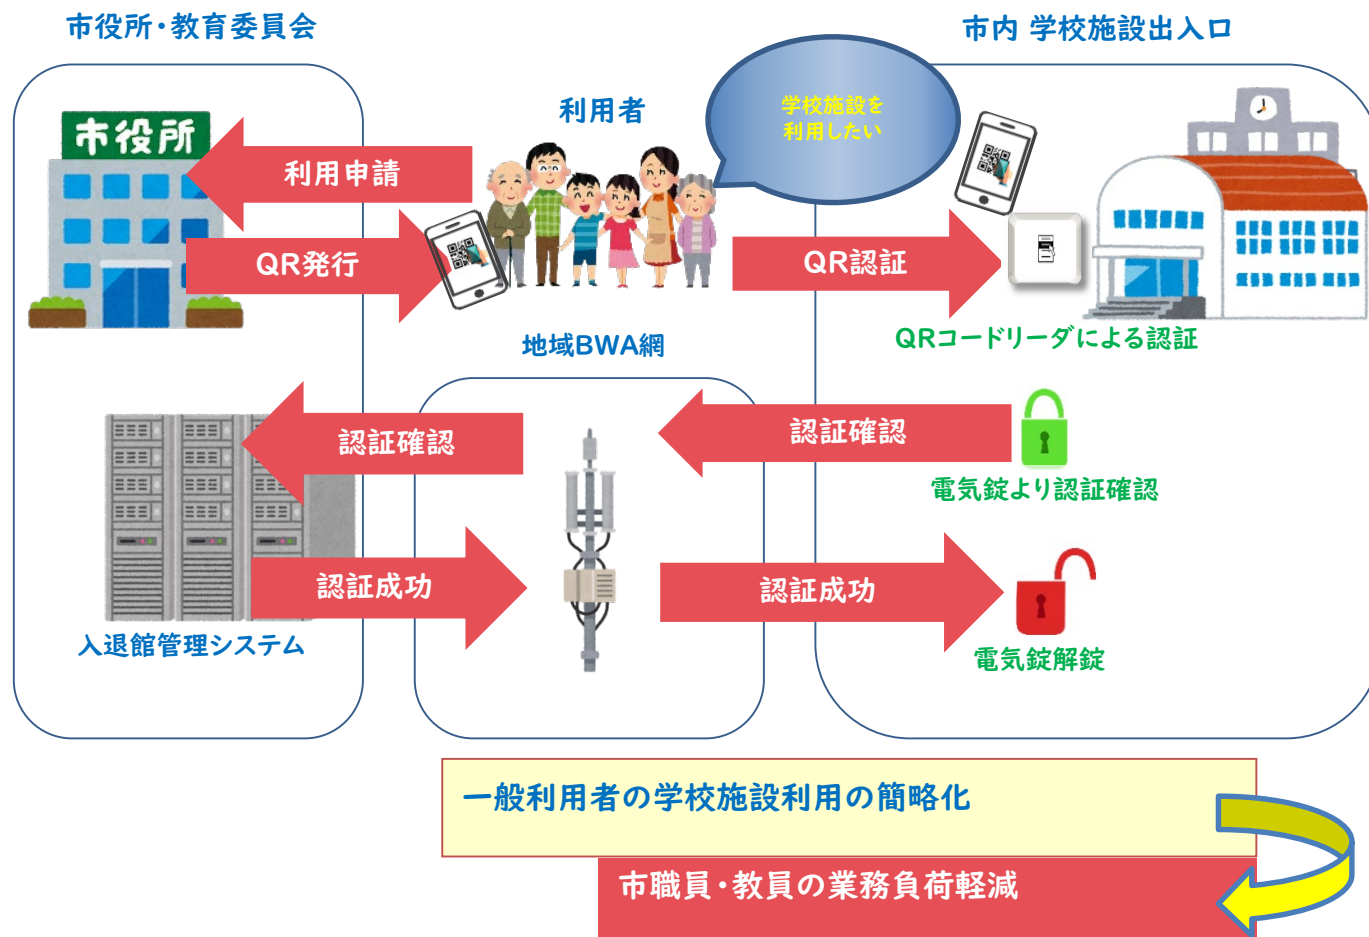 市役所・教育委員会
市内 学校施設出入口
利用者
学校施設を
利用したい
市役所
利用申請
QR発行
QR認証
QRコードリーダによる認証
地域BWA網
認証確認
認証確認
電気錠より認証確認
認証成功
認証成功
入退館管理システム
電気錠解錠
一般利用者の学校施設利用の簡略化
市職員・教員の業務負荷軽減